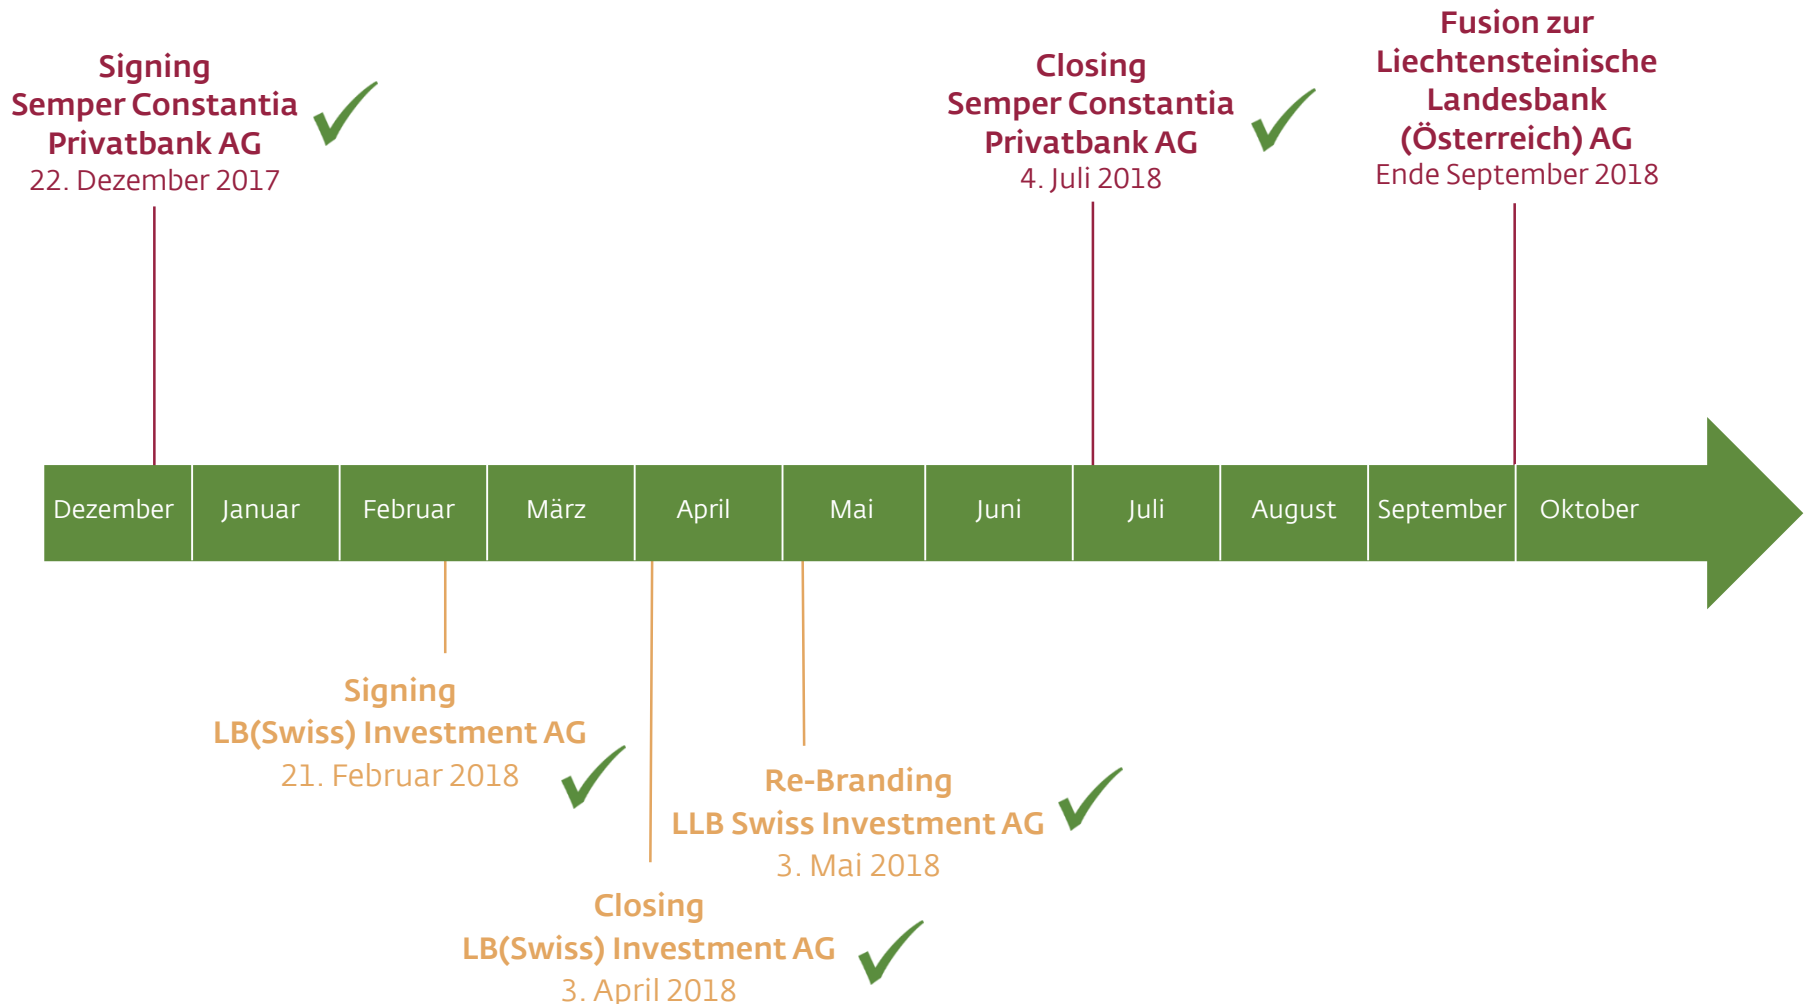 Signing
Semper Constantia
Privatbank AG
22. Dezember 2017
Closing
Semper Constantia
Privatbank AG
4. Juli 2018
Fusion zur
Liechtensteinische
Landesbank
(Österreich) AG
Ende September 2018
Dezember
Januar
Februar
März
April
Mai
Juni
Juli
August
September
Oktober
Signing
LB(Swiss) Investment AG
21. Februar 2018
Re-Branding
LLB Swiss Investment AG
3. Mai 2018
Closing
LB(Swiss) Investment AG
3. April 2018